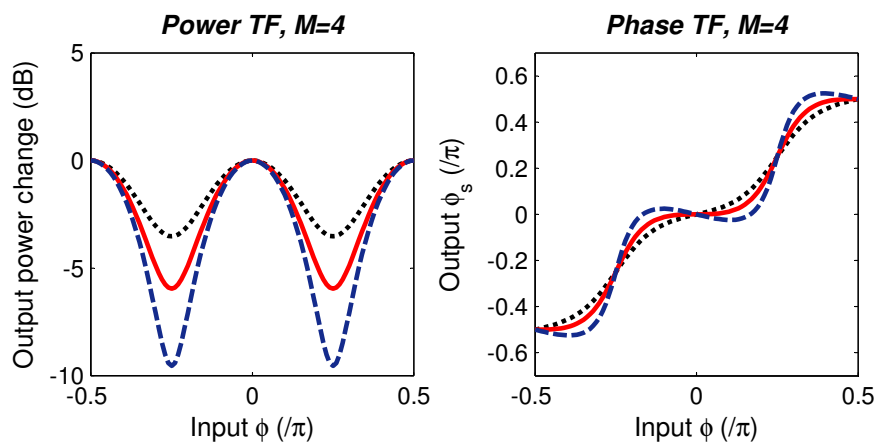 Power TF, M=4
Output power change (dB)
5
0
-5
-10
-0.5
0
0.5
Input ϕ (/π)
Phase TF, M=4
Output ϕs (/π)
0.6
0.4
0.2
0
-0.2
-0.4
-0.6
-0.5
0
0.5
Input ϕ (/π)